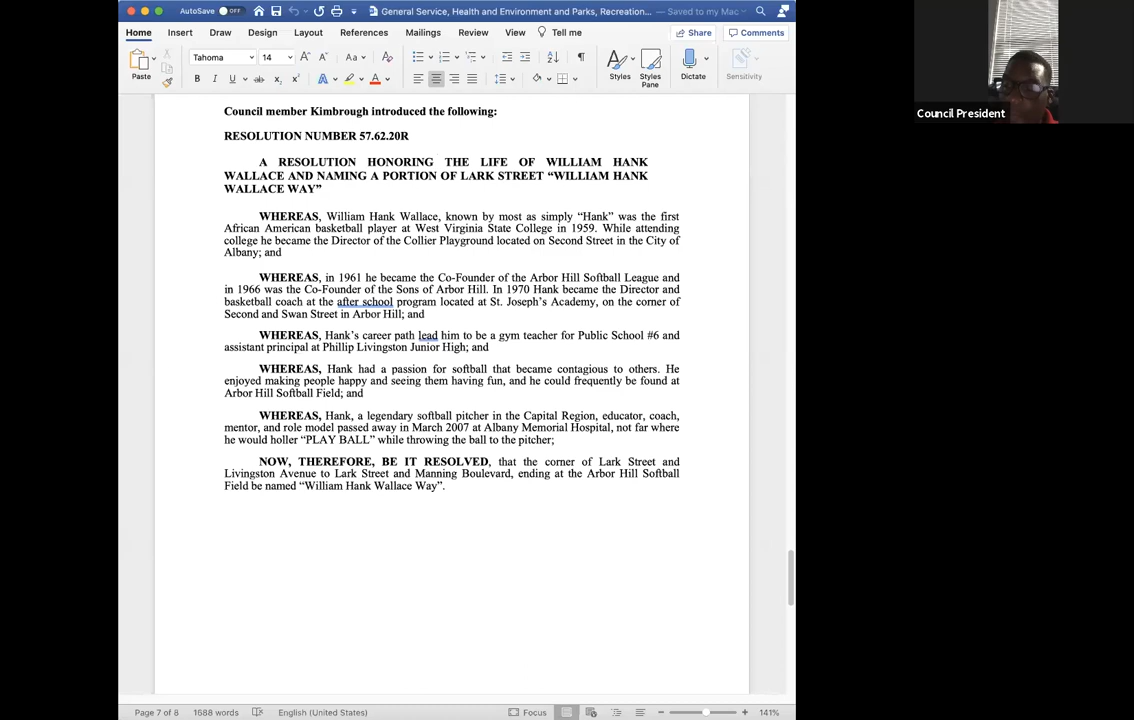 AutoSave OFF General Service, Health and Environment and Parks, Recreation... — Saved to my Mac
Home Insert Draw Design Layout References Mailings Review View Tell me Share Comments
Paste Tahoma 14 Styles Styles Pane Dictate Sensitivity
Council member Kimbrough introduced the following:
RESOLUTION NUMBER 57.62.20R
A RESOLUTION HONORING THE LIFE OF WILLIAM HANK
WALLACE AND NAMING A PORTION OF LARK STREET “WILLIAM HANK
WALLACE WAY”
WHEREAS, William Hank Wallace, known by most as simply “Hank” was the first
African American basketball player at West Virginia State College in 1959. While attending
college he became the Director of the Collier Playground located on Second Street in the City of
Albany; and
WHEREAS, in 1961 he became the Co-Founder of the Arbor Hill Softball League and
in 1966 was the Co-Founder of the Sons of Arbor Hill. In 1970 Hank became the Director and
basketball coach at the after school program located at St. Joseph’s Academy, on the corner of
Second and Swan Street in Arbor Hill; and
WHEREAS, Hank’s career path lead him to be a gym teacher for Public School #6 and
assistant principal at Phillip Livingston Junior High; and
WHEREAS, Hank had a passion for softball that became contagious to others. He
enjoyed making people happy and seeing them having fun, and he could frequently be found at
Arbor Hill Softball Field; and
WHEREAS, Hank, a legendary softball pitcher in the Capital Region, educator, coach,
mentor, and role model passed away in March 2007 at Albany Memorial Hospital, not far where
he would holler “PLAY BALL” while throwing the ball to the pitcher;
NOW, THEREFORE, BE IT RESOLVED, that the corner of Lark Street and
Livingston Avenue to Lark Street and Manning Boulevard, ending at the Arbor Hill Softball
Field be named “William Hank Wallace Way”.
Page 7 of 8 1688 words English (United States) Focus 141%
Council President